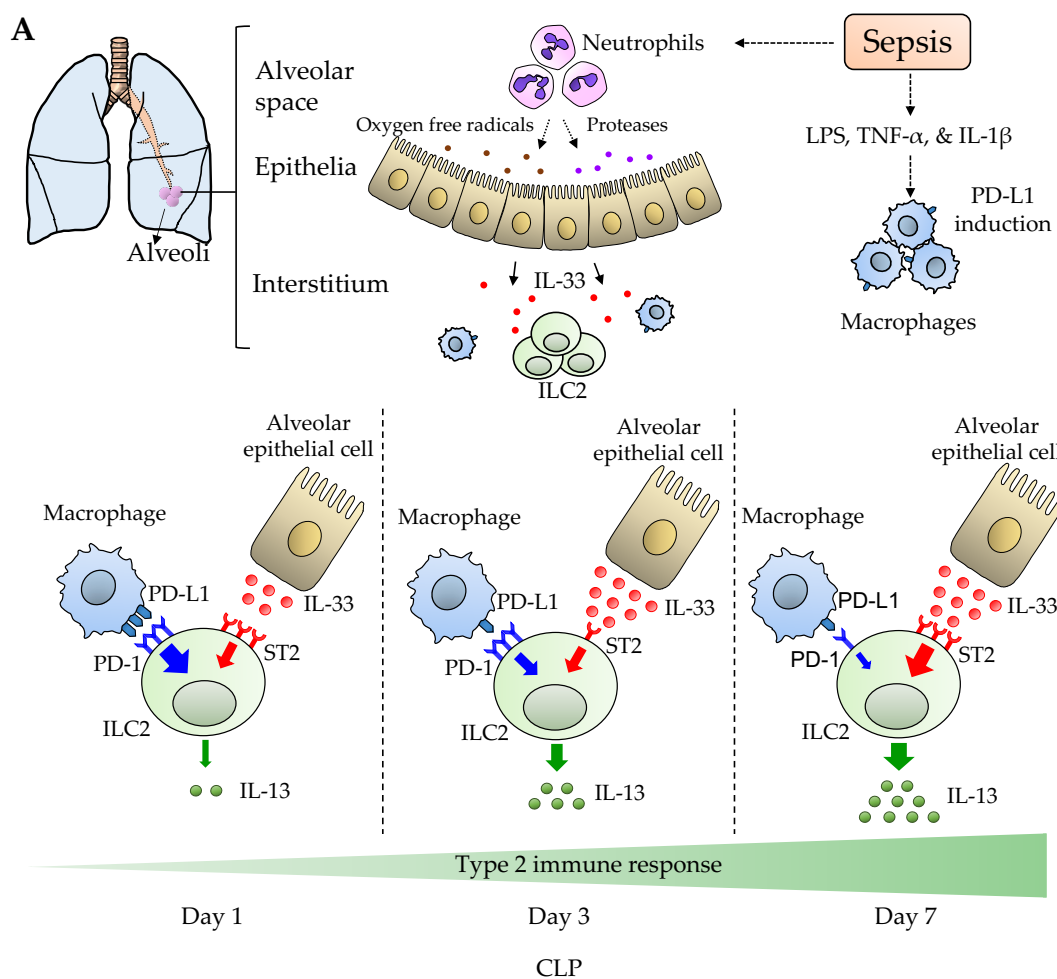 A
Alveolar
space
Epithelia
Interstitium
Alveoli
Neutrophils
Oxygen free radicals
Proteases
IL-33
ILC2
Sepsis
LPS, TNF-α, & IL-1β
PD-L1
induction
Macrophages
Alveolar
epithelial cell
Macrophage
PD-L1
IL-33
PD-1
ST2
ILC2
IL-13
Alveolar
epithelial cell
Macrophage
PD-L1
IL-33
PD-1
ST2
ILC2
IL-13
Alveolar
epithelial cell
Macrophage
PD-L1
IL-33
PD-1
ST2
ILC2
IL-13
Type 2 immune response
Day 1
Day 3
Day 7
CLP